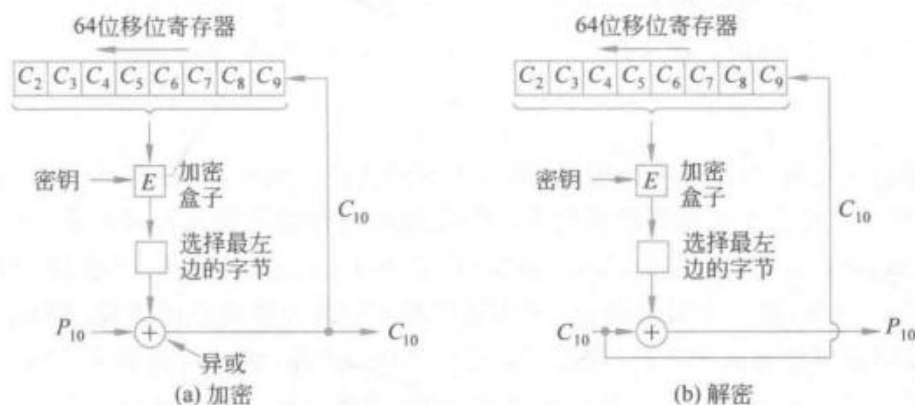 64位移位寄存器
C2 C3 C4 C5 C6 C7 C8 C9
密钥
E
加密
盒子
C10
选择最左
边的字节
P10
+
C10
异或
(a) 加密
64位移位寄存器
C2 C3 C4 C5 C6 C7 C8 C9
密钥
E
加密
盒子
C10
选择最左
边的字节
C10
+
P10
(b) 解密